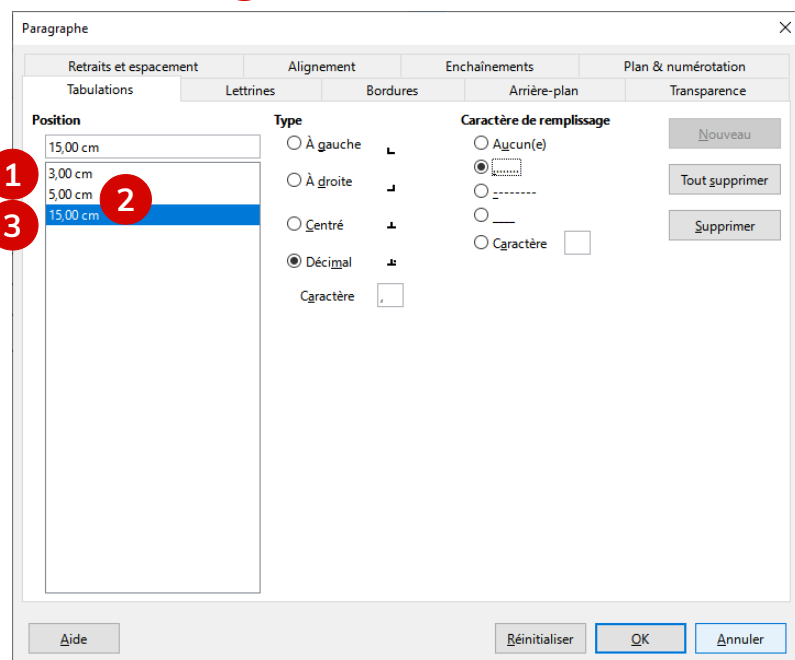 Paragraphe
Retraits et espacement Alignement Enchaînements Plan & numérotation
Tabulations Lettrines Bordures Arrière-plan Transparence
Position Type Caractère de remplissage
15,00 cm À gauche Aucun(e) Nouveau
1 3,00 cm À droite ........ Tout supprimer
5,00 cm 2 --------
3 15,00 cm Centré ___ Supprimer
Caractère
Décimal
Caractère ,
Aide Réinitialiser OK Annuler